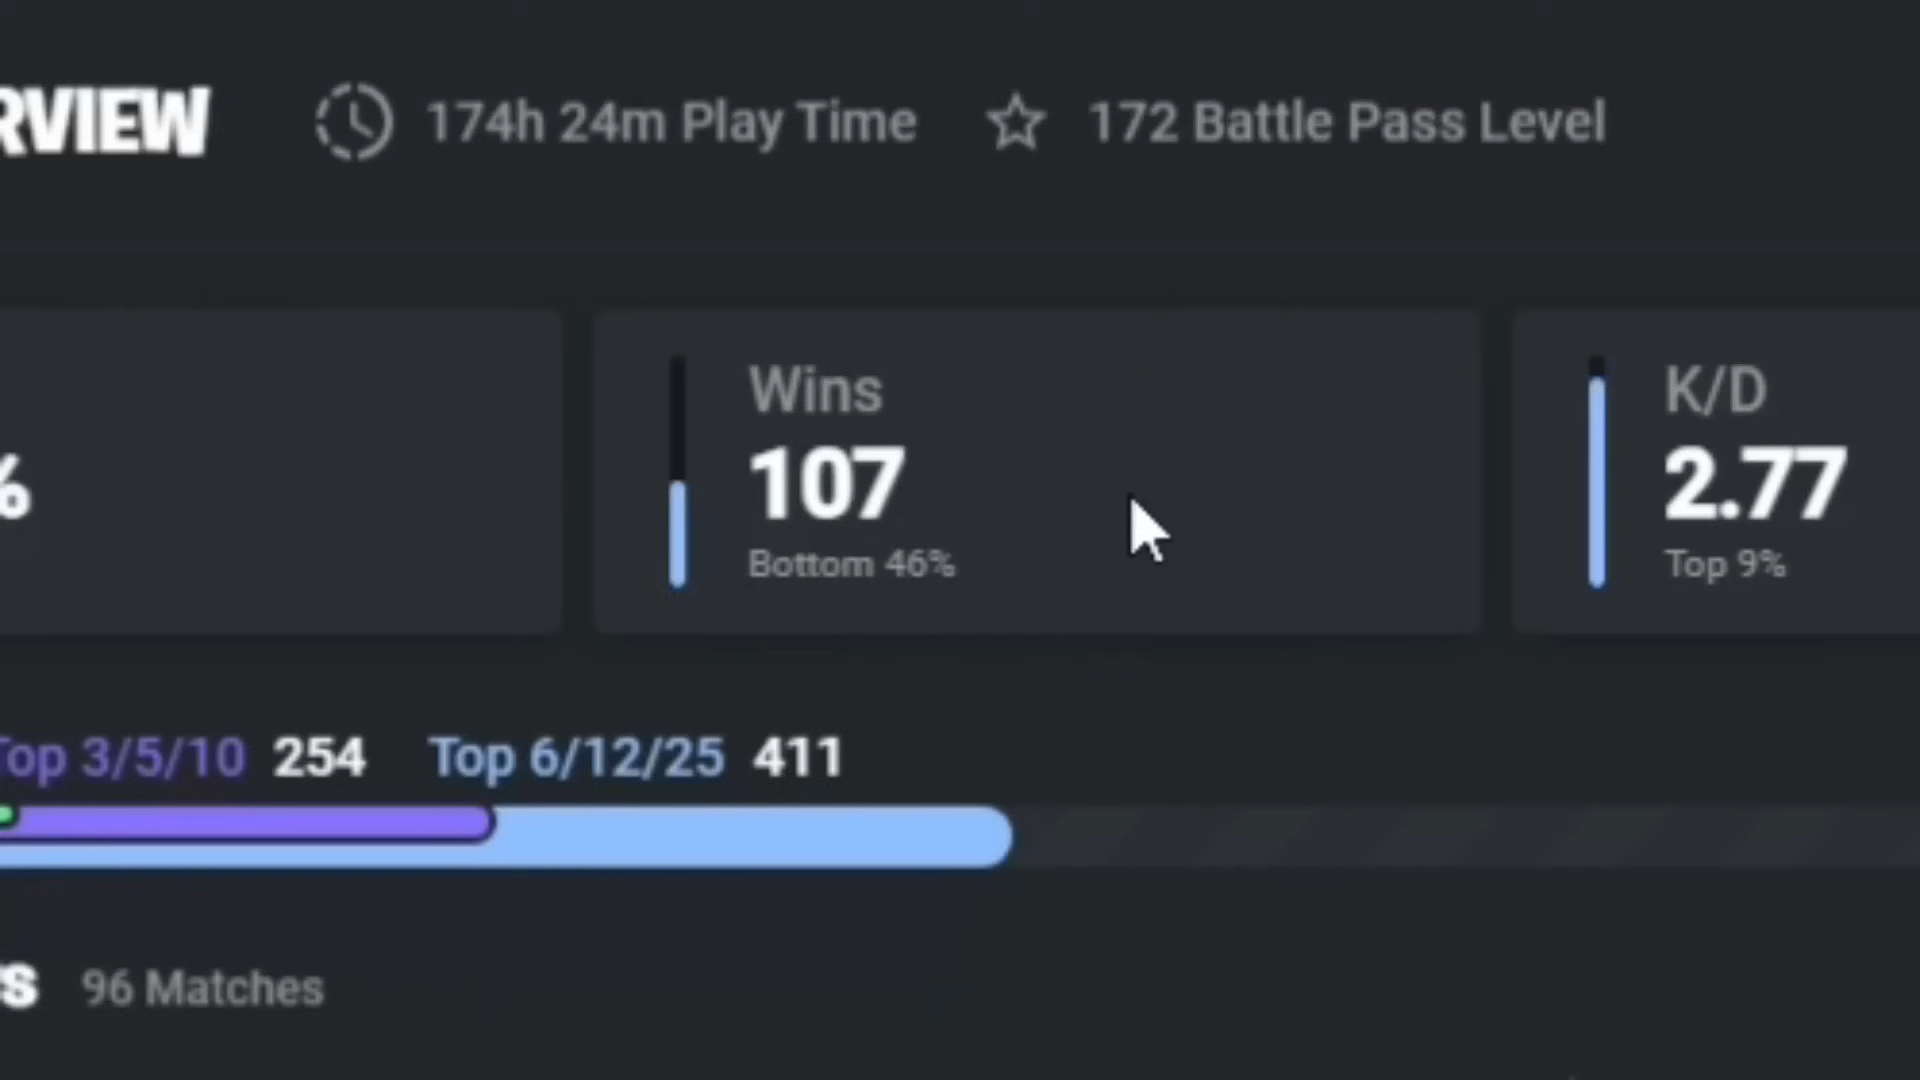 RVIEW 174h 24m Play Time 172 Battle Pass Level
Wins K/D
% 107 2.77
Bottom 46% Top 9%
Top 3/5/10 254 Top 6/12/25 411
rs 96 Matches